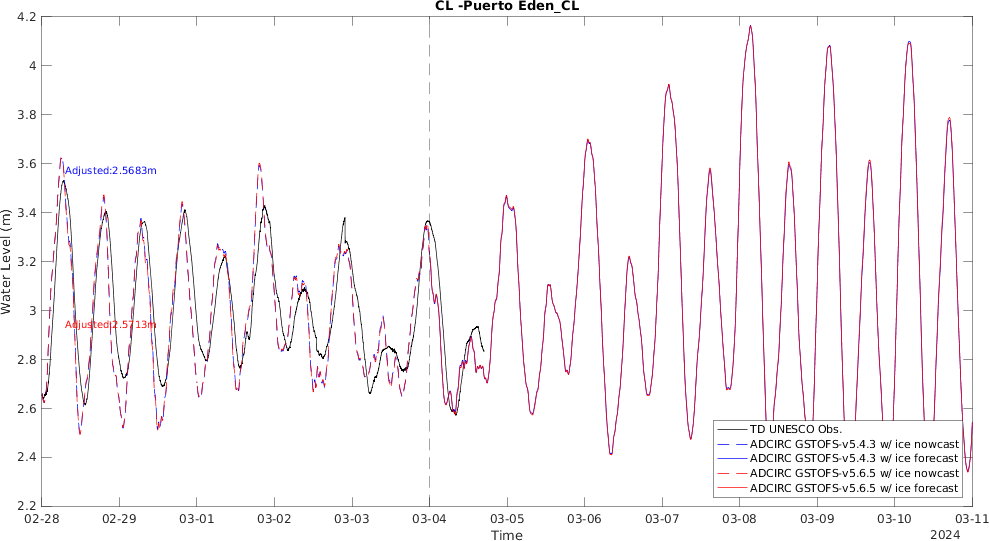 CL -Puerto Eden_CL
4.2
4
3.8
3.6
3.4
3.2
3
2.8
2.6
2.4
2.2
Water Level (m)
Adjusted:2.5683m
Adjusted:2.5713m
TD UNESCO Obs.
ADCIRC GSTOFS-v5.4.3 w/ ice nowcast
ADCIRC GSTOFS-v5.4.3 w/ ice forecast
ADCIRC GSTOFS-v5.6.5 w/ ice nowcast
ADCIRC GSTOFS-v5.6.5 w/ ice forecast
02-28 02-29 03-01 03-02 03-03 03-04 03-05 03-06 03-07 03-08 03-09 03-10 03-11
Time
2024